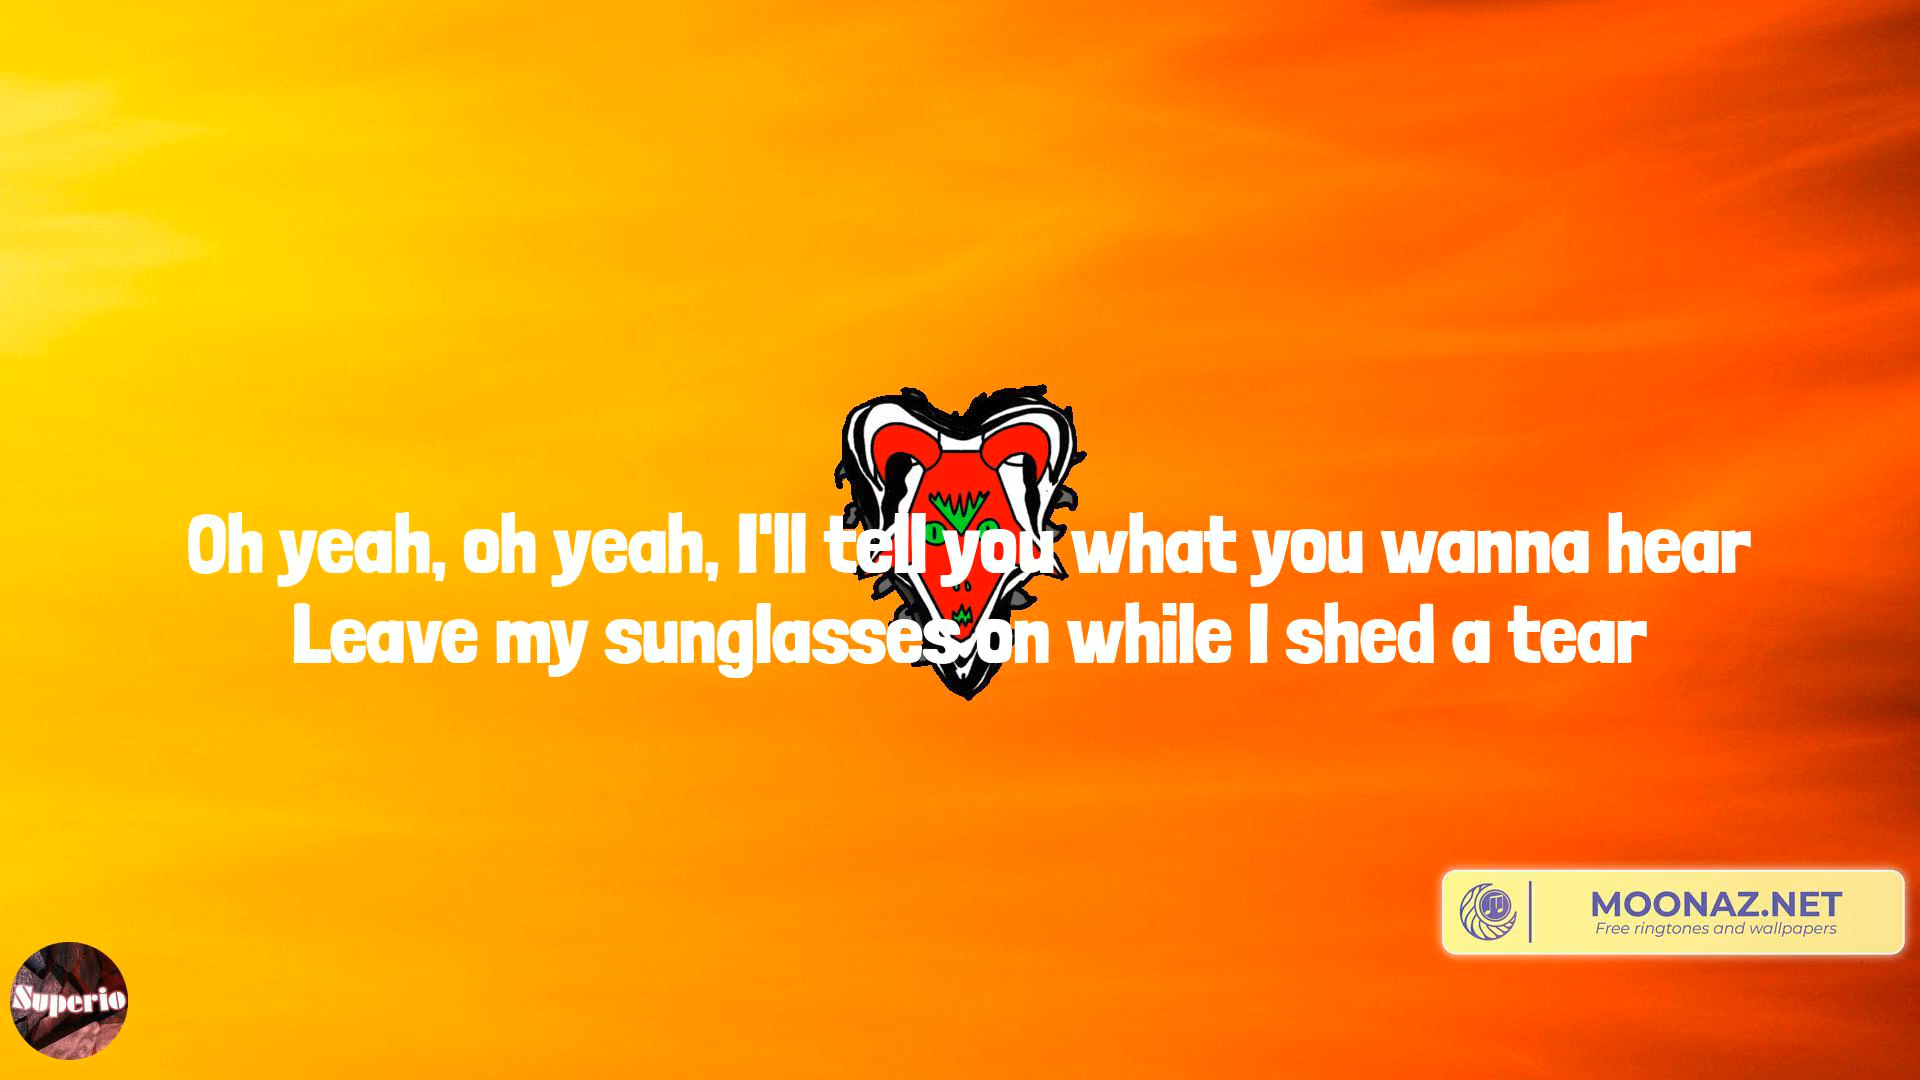 Oh yeah, oh yeah, I'll tell you what you wanna hear
Leave my sunglasses on while I shed a tear
MOONAZ.NET
Free ringtones and wallpapers
Superio